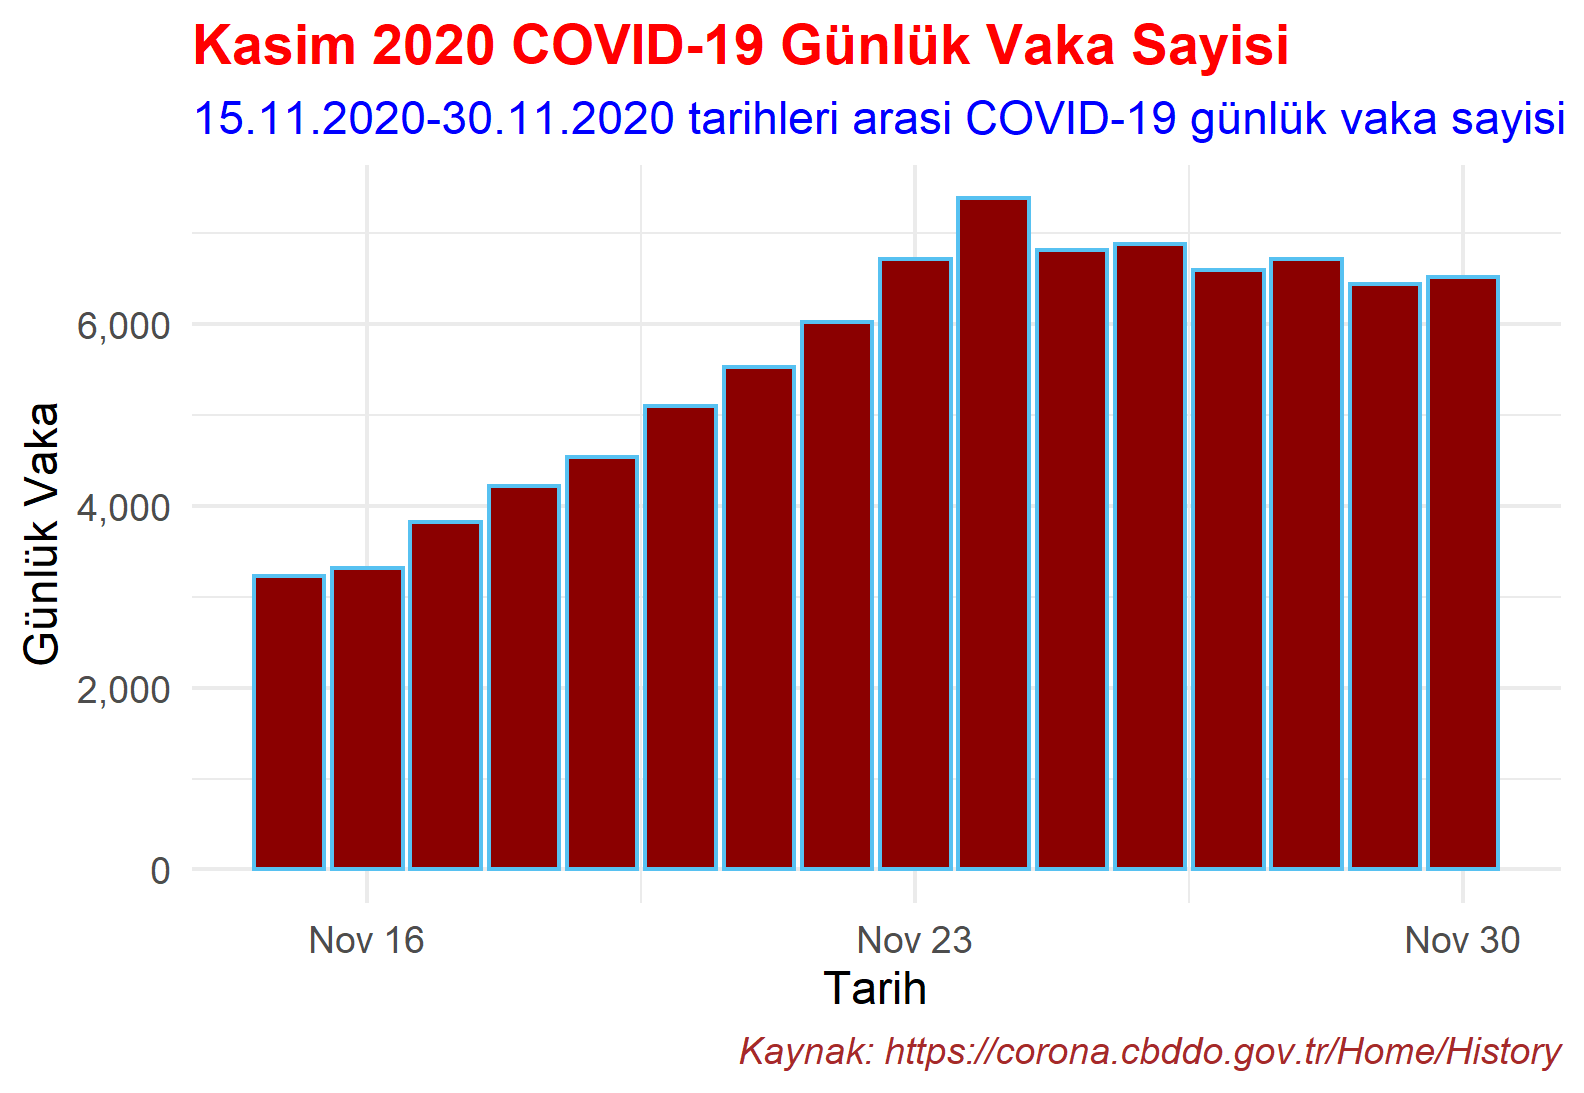 Kasim 2020 COVID-19 Günlük Vaka Sayisi
15.11.2020-30.11.2020 tarihleri arasi COVID-19 günlük vaka sayisi
Günlük Vaka
6,000
4,000
2,000
0
Nov 16
Nov 23
Nov 30
Tarih
Kaynak: https://corona.cbddo.gov.tr/Home/History